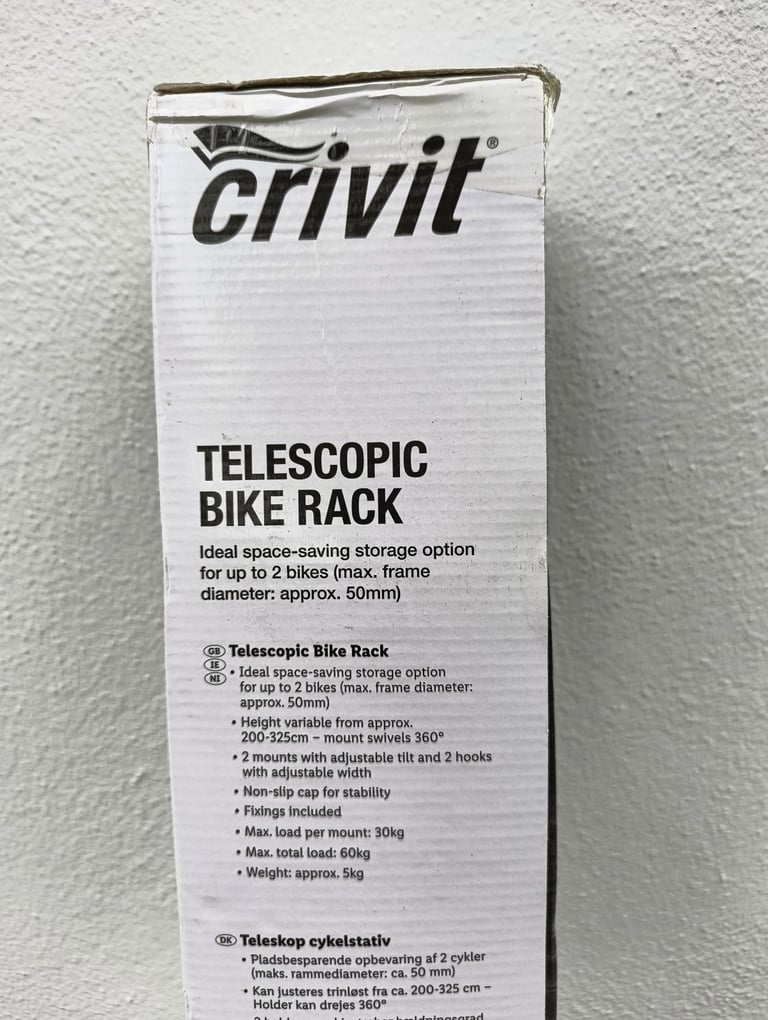 crivit®
TELESCOPIC
BIKE RACK
Ideal space-saving storage option
for up to 2 bikes (max. frame
diameter: approx. 50mm)
GB Telescopic Bike Rack
IE
NI
• Ideal space-saving storage option
for up to 2 bikes (max. frame diameter:
approx. 50mm)
• Height variable from approx.
200-325cm – mount swivels 360°
• 2 mounts with adjustable tilt and 2 hooks
with adjustable width
• Non-slip cap for stability
• Fixings included
• Max. load per mount: 30kg
• Max. total load: 60kg
• Weight: approx. 5kg
DK Teleskop cykelstativ
• Pladsbesparende opbevaring af 2 cykler
(maks. rammediameter: ca. 50 mm)
• Kan justeres trinløst fra ca. 200-325 cm –
Holder kan drejes 360°